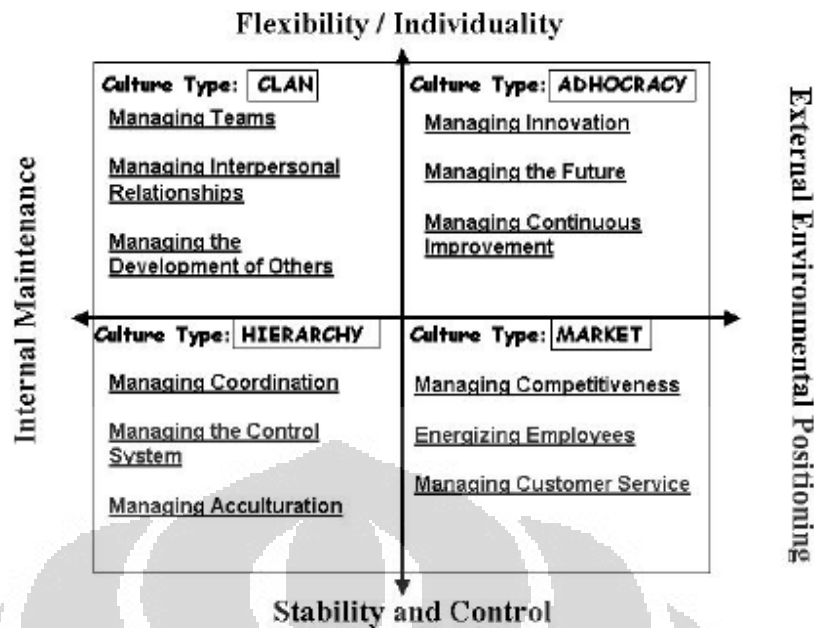 Flexibility / Individuality
Culture Type: CLAN
Managing Teams
Managing Interpersonal
Relationships
Managing the
Development of Others
Culture Type: ADHOCRACY
Managing Innovation
Managing the Future
Managing Continuous
Improvement
Internal Maintenance
External Environmental Positioning
Culture Type: HIERARCHY
Managing Coordination
Managing the Control
System
Managing Acculturation
Culture Type: MARKET
Managing Competitiveness
Energizing Employees
Managing Customer Service
Stability and Control